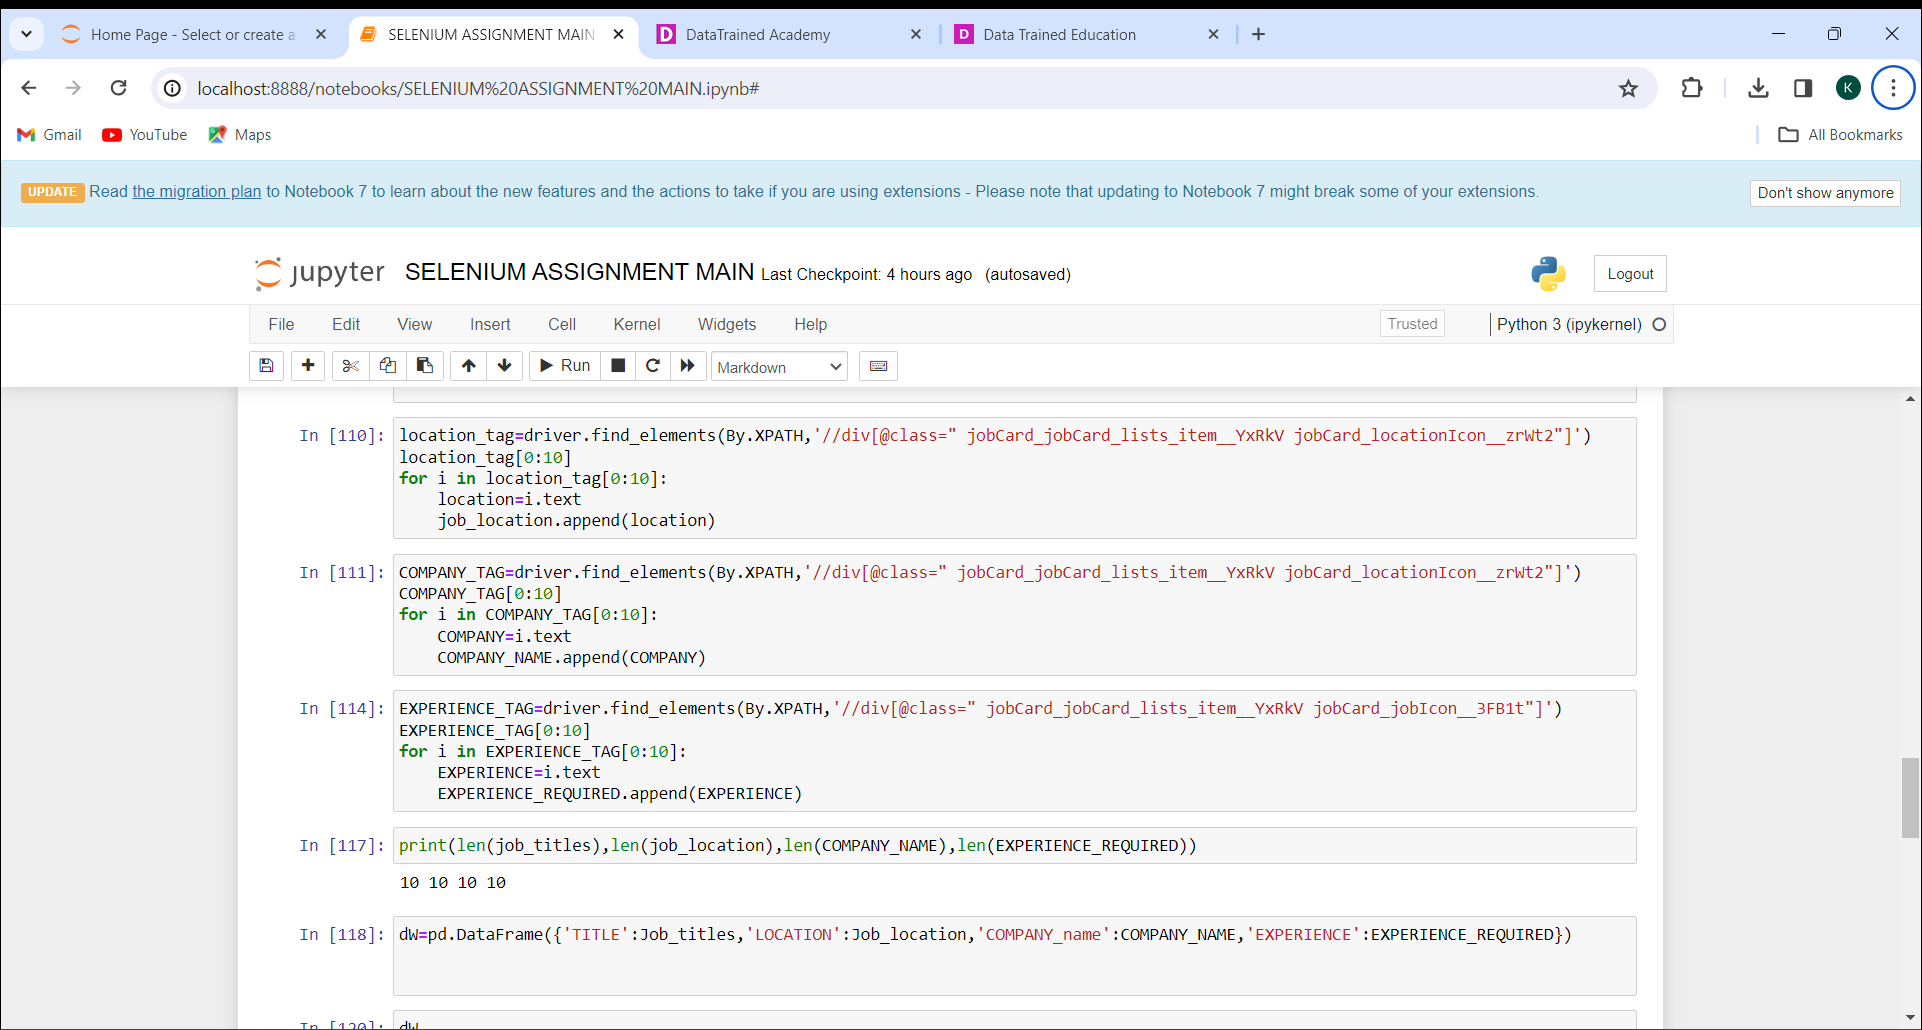 Home Page - Select or create a
SELENIUM ASSIGNMENT MAIN
DataTrained Academy
Data Trained Education
localhost:8888/notebooks/SELENIUM%20ASSIGNMENT%20MAIN.ipynb#
K
Gmail
YouTube
Maps
All Bookmarks
UPDATE Read the migration plan to Notebook 7 to learn about the new features and the actions to take if you are using extensions - Please note that updating to Notebook 7 might break some of your extensions.
Don't show anymore
jupyter SELENIUM ASSIGNMENT MAIN Last Checkpoint: 4 hours ago (autosaved)
Logout
File Edit View Insert Cell Kernel Widgets Help
Trusted
Python 3 (ipykernel)
Run
Markdown
In [110]: location_tag=driver.find_elements(By.XPATH,'//div[@class=" jobCard_jobCard_lists_item__YxRkV jobCard_locationIcon__zrWt2"]')
location_tag[0:10]
for i in location_tag[0:10]:
    location=i.text
    job_location.append(location)
In [111]: COMPANY_TAG=driver.find_elements(By.XPATH,'//div[@class=" jobCard_jobCard_lists_item__YxRkV jobCard_locationIcon__zrWt2"]')
COMPANY_TAG[0:10]
for i in COMPANY_TAG[0:10]:
    COMPANY=i.text
    COMPANY_NAME.append(COMPANY)
In [114]: EXPERIENCE_TAG=driver.find_elements(By.XPATH,'//div[@class=" jobCard_jobCard_lists_item__YxRkV jobCard_jobIcon__3FB1t"]')
EXPERIENCE_TAG[0:10]
for i in EXPERIENCE_TAG[0:10]:
    EXPERIENCE=i.text
    EXPERIENCE_REQUIRED.append(EXPERIENCE)
In [117]: print(len(job_titles),len(job_location),len(COMPANY_NAME),len(EXPERIENCE_REQUIRED))
10 10 10 10
In [118]: dW=pd.DataFrame({'TITLE':Job_titles,'LOCATION':Job_location,'COMPANY_name':COMPANY_NAME,'EXPERIENCE':EXPERIENCE_REQUIRED})
In [120]: dW